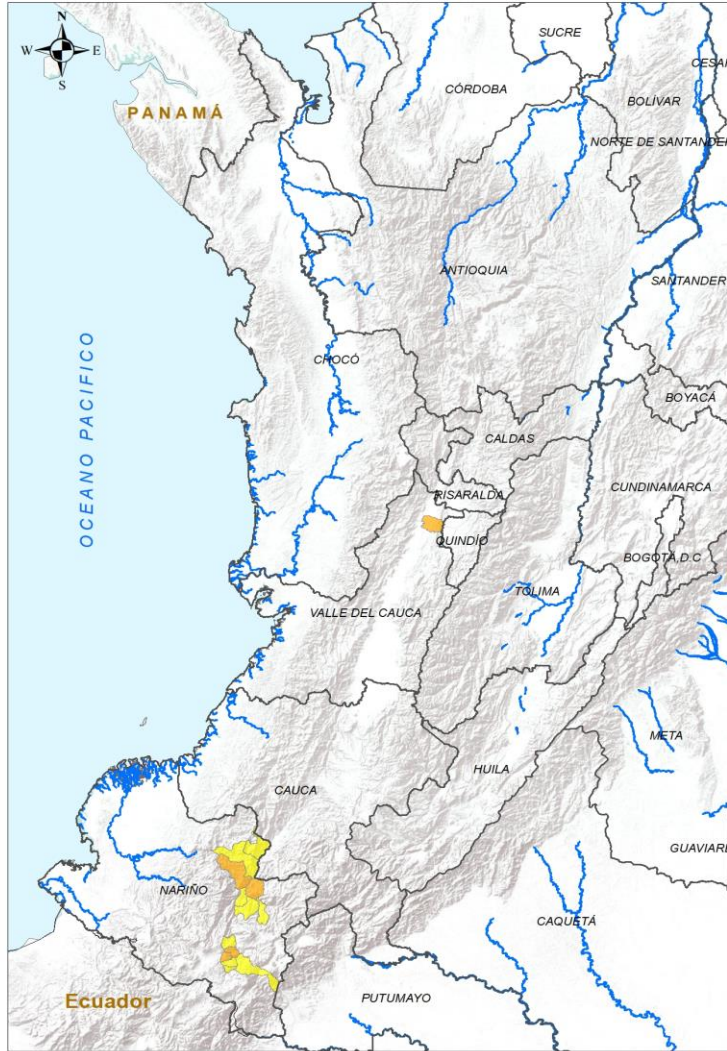 SUCRE
N
CESAR
W E
CÓRDOBA
BOLÍVAR
S
PANAMÁ
NORTE DE SANTANDER
ANTIOQUIA
SANTANDER
OCEANO PACIFICO
CHOCÓ
BOYACÁ
CALDAS
CUNDINAMARCA
RISARALDA
QUINDÍO
BOGOTÁ, D.C
TOLIMA
VALLE DEL CAUCA
META
HUILA
CAUCA
GUAVIARE
NARIÑO
CAQUETÁ
Ecuador
PUTUMAYO